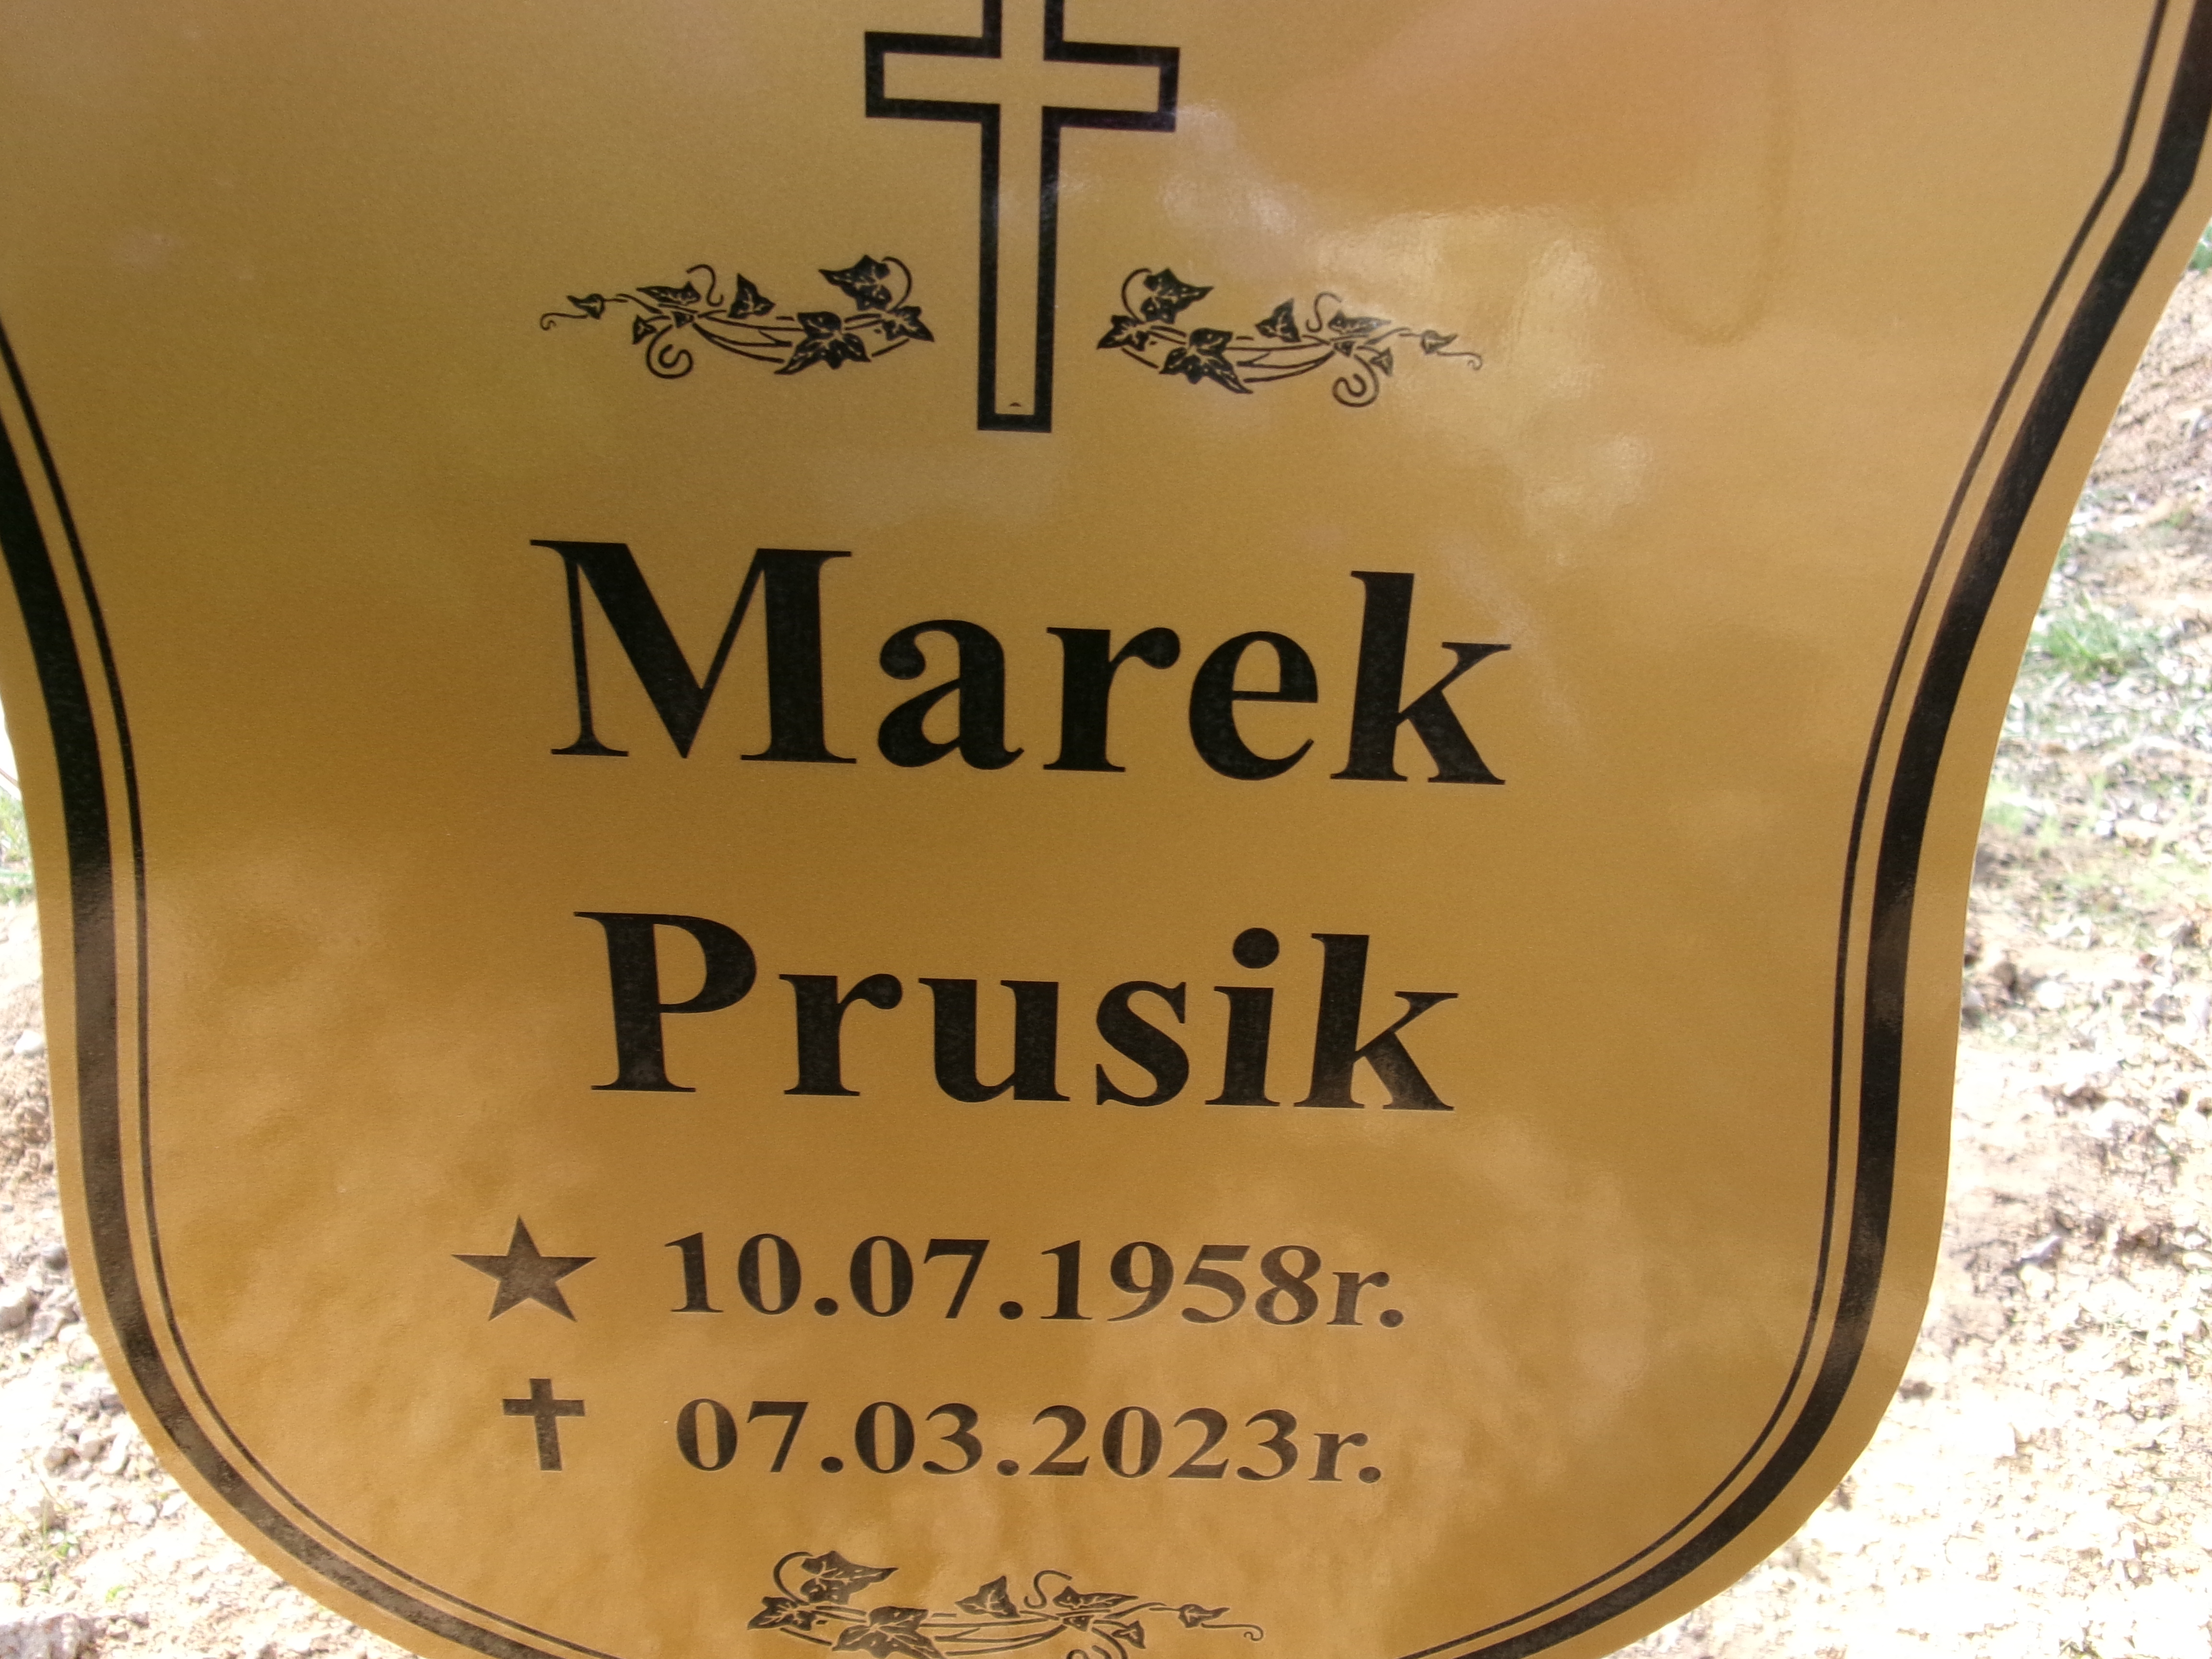 Marek
Prusik
★ 10.07.1958r.
✝ 07.03.2023r.